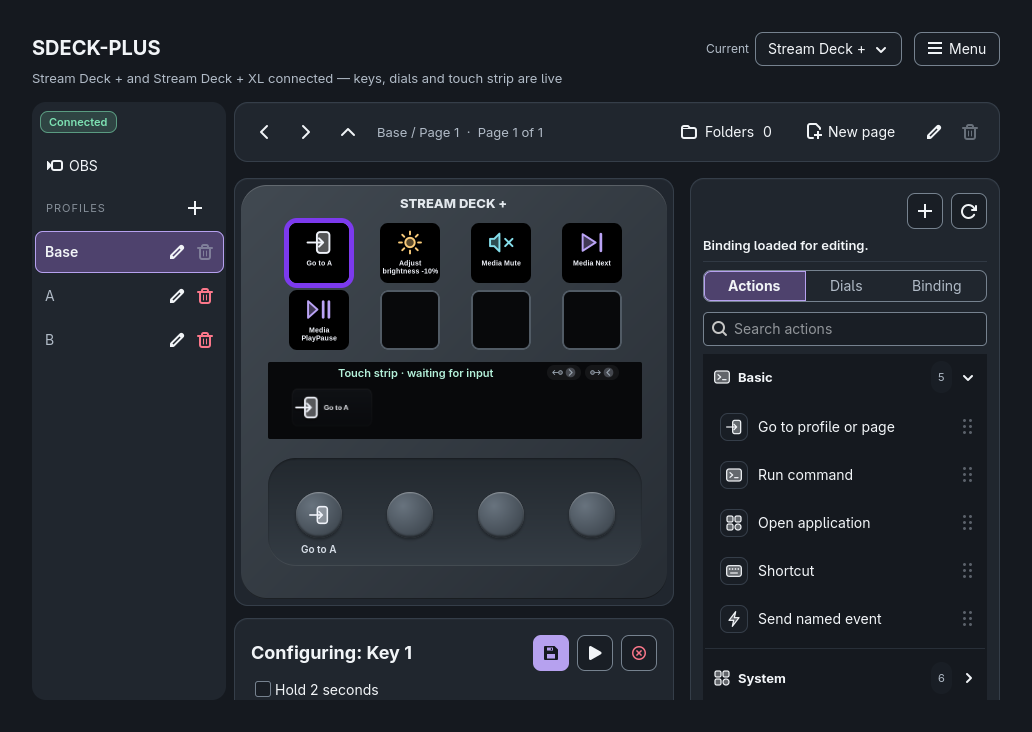 SDECK-PLUS
Current
Stream Deck +
Menu
Stream Deck + and Stream Deck + XL connected — keys, dials and touch strip are live
Connected
OBS
PROFILES
Base
A
B
Base / Page 1 · Page 1 of 1
Folders 0
New page
STREAM DECK +
Go to A
Adjust
brightness -10%
Media Mute
Media Next
Media
PlayPause
Touch strip · waiting for input
Go to A
Go to A
Configuring: Key 1
Hold 2 seconds
Binding loaded for editing.
Actions
Dials
Binding
Search actions
Basic
5
Go to profile or page
Run command
Open application
Shortcut
Send named event
System
6